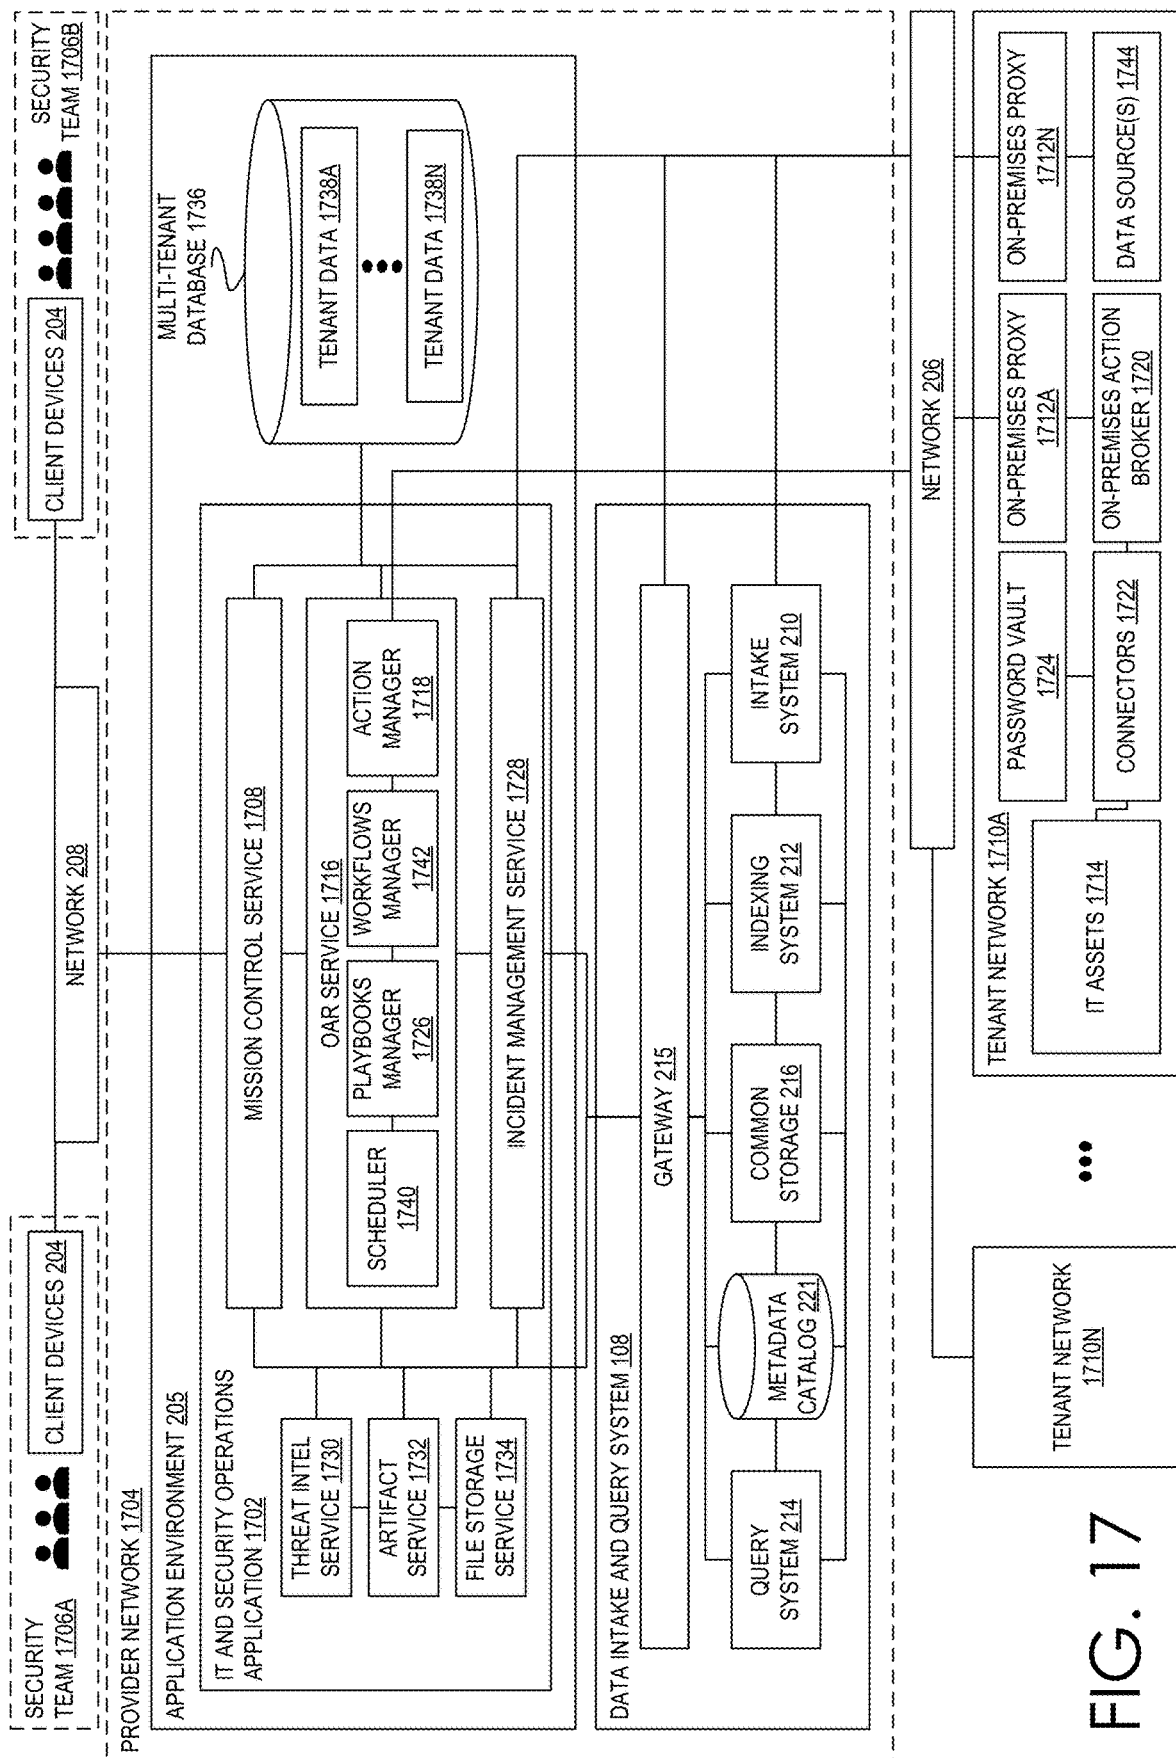 SECURITY
TEAM 1706A
CLIENT DEVICES 204
NETWORK 208
CLIENT DEVICES 204
SECURITY
TEAM 1706B
PROVIDER NETWORK 1704
APPLICATION ENVIRONMENT 205
IT AND SECURITY OPERATIONS
APPLICATION 1702
MISSION CONTROL SERVICE 1708
THREAT INTEL
SERVICE 1730
ARTIFACT
SERVICE 1732
FILE STORAGE
SERVICE 1734
OAR SERVICE 1716
SCHEDULER
1740
PLAYBOOKS
MANAGER
1726
WORKFLOWS
MANAGER
1742
ACTION
MANAGER
1718
INCIDENT MANAGEMENT SERVICE 1728
MULTI-TENANT
DATABASE 1736
TENANT DATA 1738A
TENANT DATA 1738N
DATA INTAKE AND QUERY SYSTEM 108
GATEWAY 215
QUERY
SYSTEM 214
METADATA
CATALOG 221
COMMON
STORAGE 216
INDEXING
SYSTEM 212
INTAKE
SYSTEM 210
NETWORK 206
TENANT NETWORK
1710N
TENANT NETWORK 1710A
IT ASSETS 1714
PASSWORD VAULT
1724
CONNECTORS 1722
ON-PREMISES PROXY
1712A
ON-PREMISES ACTION
BROKER 1720
ON-PREMISES PROXY
1712N
DATA SOURCE(S) 1744
FIG. 17